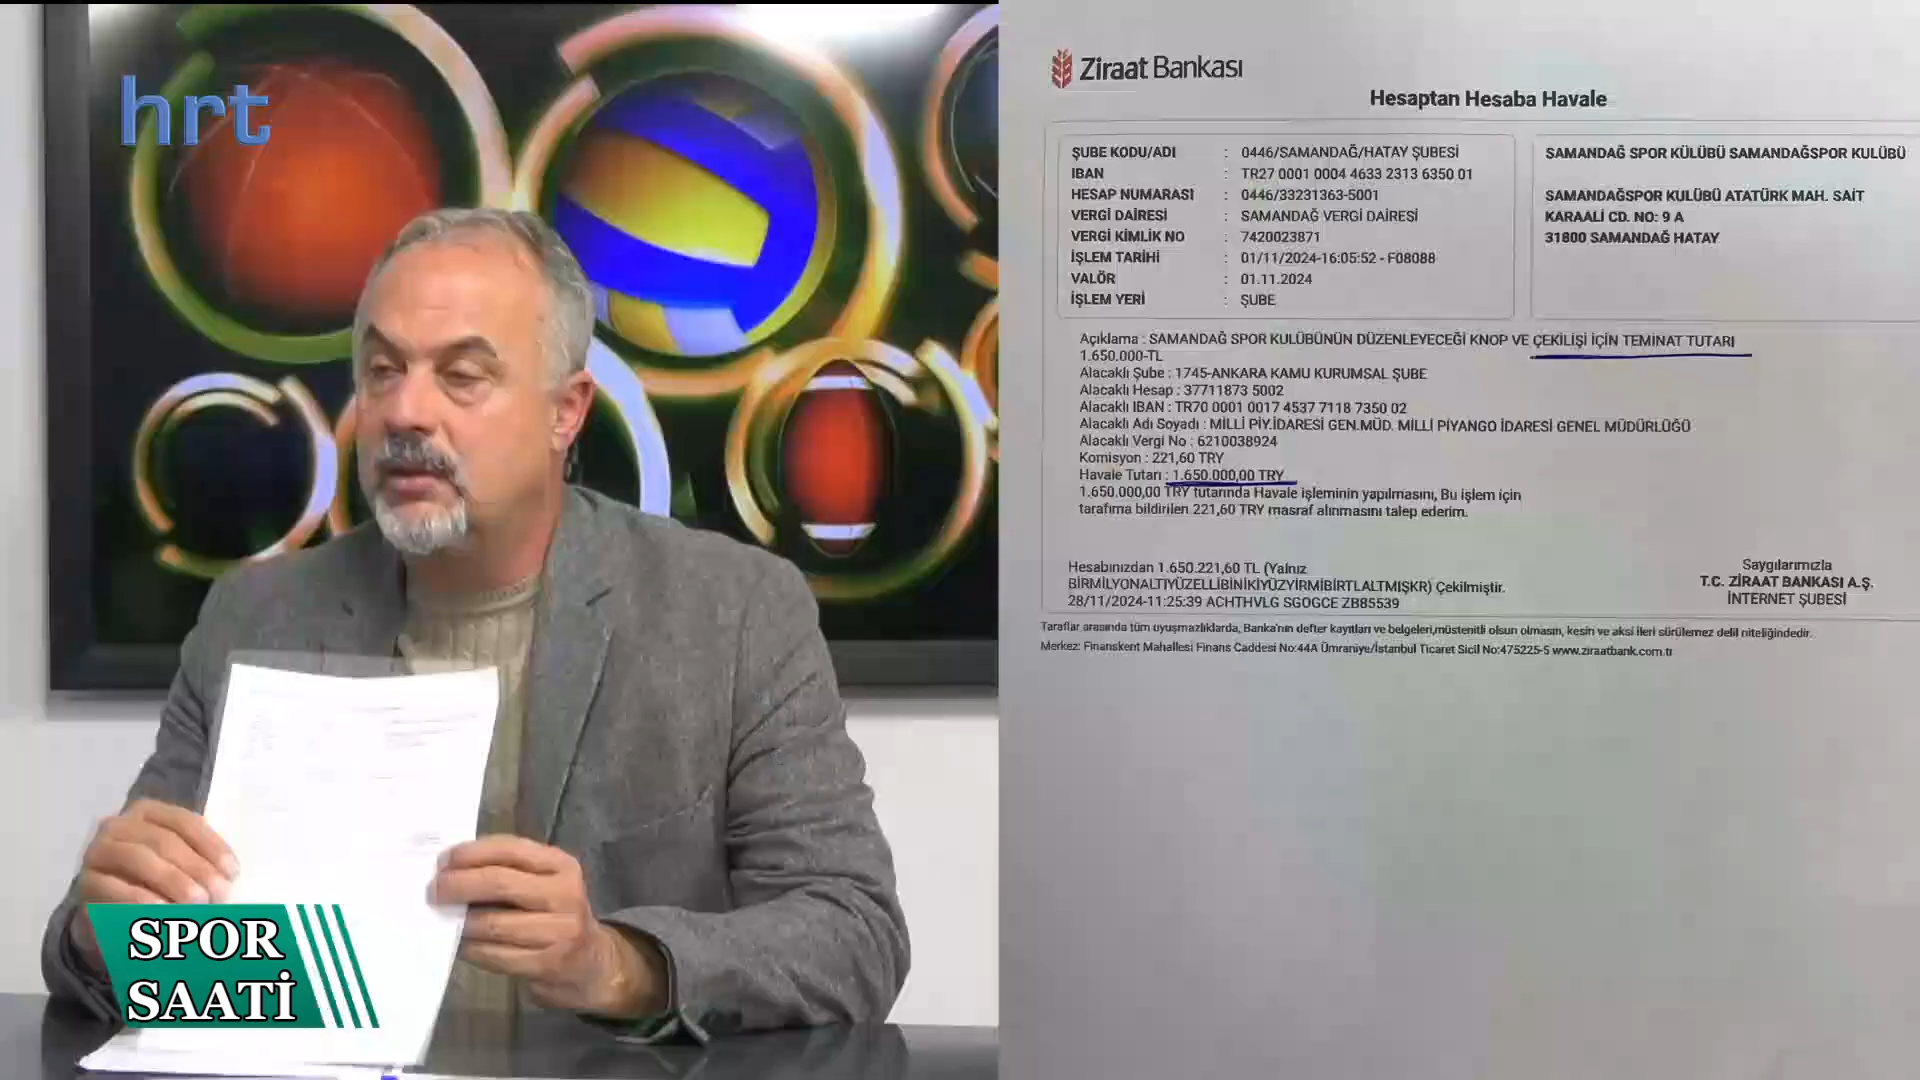 hrt
SPOR
SAATİ
Ziraat Bankası
Hesaptan Hesaba Havale
ŞUBE KODU/ADI : 0446/SAMANDAĞ/HATAY ŞUBESİ
IBAN : TR27 0001 0004 4633 2313 6350 01
HESAP NUMARASI : 0446/33231363-5001
VERGİ DAİRESİ : SAMANDAĞ VERGİ DAİRESİ
VERGİ KİMLİK NO : 7420023871
İŞLEM TARİHİ : 01/11/2024-16:05:52 - F08088
VALÖR : 01.11.2024
İŞLEM YERİ : ŞUBE
SAMANDAĞ SPOR KÜLÜBÜ SAMANDAĞSPOR KULÜBÜ
SAMANDAĞSPOR KULÜBÜ ATATÜRK MAH. SAİT
KARAALİ CD. NO: 9 A
31800 SAMANDAĞ HATAY
Açıklama : SAMANDAĞ SPOR KULÜBÜNÜN DÜZENLEYECEĞİ KNOP VE ÇEKİLİŞİ İÇİN TEMİNAT TUTARI
1.650.000-TL
Alacaklı Şube : 1745-ANKARA KAMU KURUMSAL ŞUBE
Alacaklı Hesap : 37711873 5002
Alacaklı IBAN : TR70 0001 0017 4537 7118 7350 02
Alacaklı Adı Soyadı : MİLLİ PİY.İDARESİ GEN.MÜD. MİLLİ PİYANGO İDARESİ GENEL MÜDÜRLÜĞÜ
Alacaklı Vergi No : 6210038924
Komisyon : 221,60 TRY
Havale Tutarı : 1.650.000,00 TRY
1.650.000,00 TRY tutarında Havale işleminin yapılmasını, Bu işlem için
tarafıma bildirilen 221,60 TRY masraf alınmasını talep ederim.
Hesabınızdan 1.650.221,60 TL (Yalnız
BİRMİLYONALTIYÜZELLİBİNİKİYÜZYİRMİBİRTLALTMIŞKR) Çekilmiştir.
28/11/2024-11:25:39 ACHTHVLG SGOGCE ZB85539
Saygılarımızla
T.C. ZİRAAT BANKASI A.Ş.
İNTERNET ŞUBESİ
Taraflar arasında tüm uyuşmazlıklarda, Banka'nın defter kayıtları ve belgeleri,müstenitli olsun olmasın, kesin ve aksi ileri sürülemez delil niteliğindedir.
Merkez: Finanskent Mahallesi Finans Caddesi No:44A Ümraniye/İstanbul Ticaret Sicil No:475225-5 www.ziraatbank.com.tr